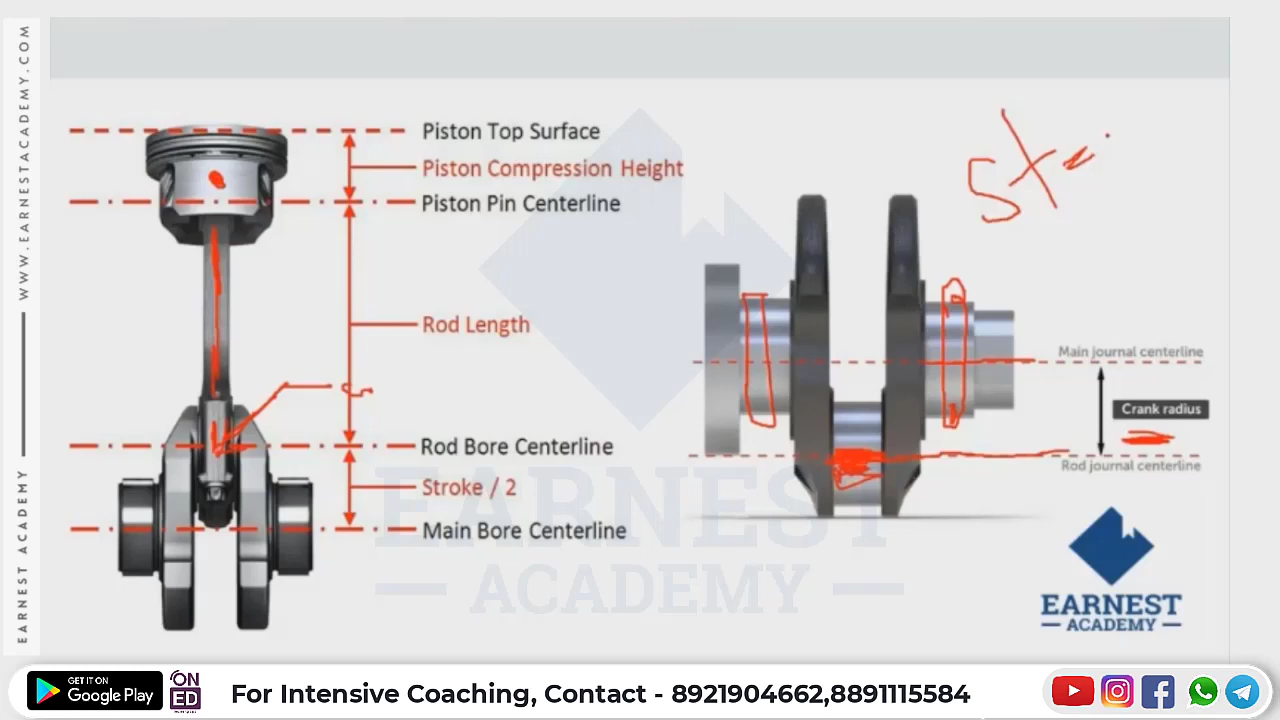 WWW.EARNESTACADEMY.COM
EARNEST ACADEMY
Piston Top Surface
Piston Compression Height
Piston Pin Centerline
Rod Length
Rod Bore Centerline
Stroke / 2
Main Bore Centerline
Main journal centerline
Crank radius
Rod journal centerline
EARNEST
ACADEMY
EARNEST
ACADEMY
GET IT ON
Google Play
ON
ED
For Intensive Coaching, Contact - 8921904662,8891115584